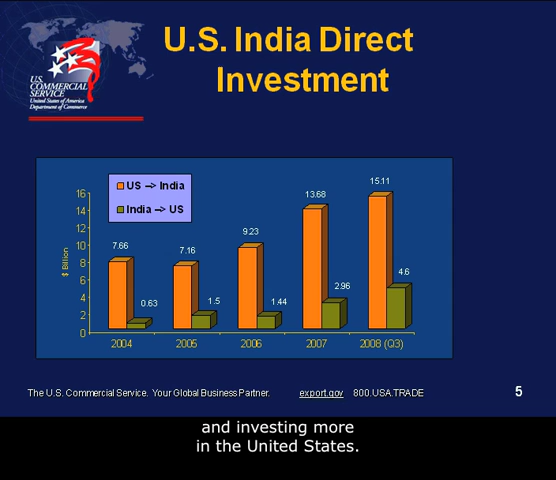 U.S. India Direct
Investment
U.S.
COMMERCIAL
SERVICE
United States of America
Department of Commerce
US --> India
India --> US
$ Billion
16
14
12
10
8
6
4
2
0
7.66
0.63
7.16
1.5
9.23
1.44
13.68
2.96
15.11
4.6
2004
2005
2006
2007
2008 (Q3)
The U.S. Commercial Service. Your Global Business Partner. export.gov 800.USA.TRADE
5
and investing more
in the United States.